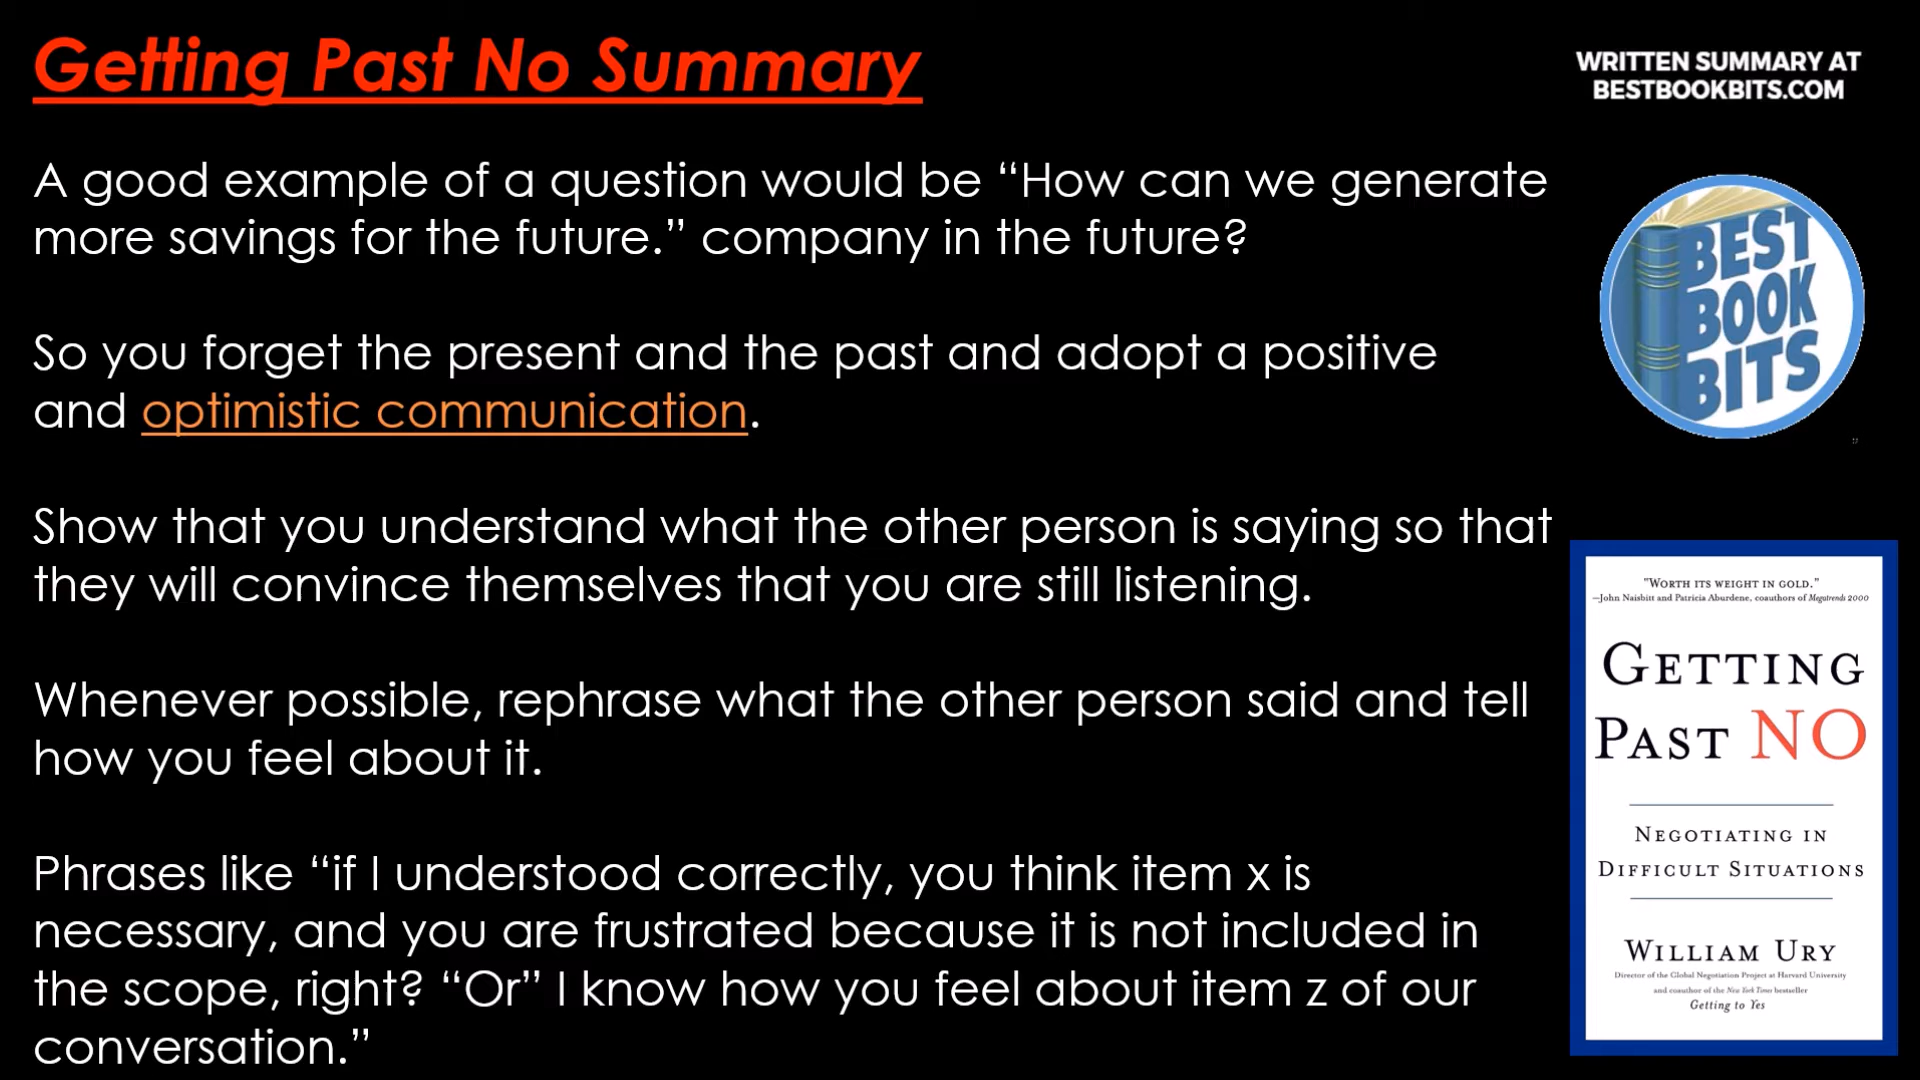 Getting Past No Summary
WRITTEN SUMMARY AT
BESTBOOKBITS.COM
A good example of a question would be “How can we generate
more savings for the future.” company in the future?
So you forget the present and the past and adopt a positive
and optimistic communication.
Show that you understand what the other person is saying so that
they will convince themselves that you are still listening.
Whenever possible, rephrase what the other person said and tell
how you feel about it.
Phrases like “if I understood correctly, you think item x is
necessary, and you are frustrated because it is not included in
the scope, right? “Or” I know how you feel about item z of our
conversation.”
BEST
BOOK
BITS
"WORTH ITS WEIGHT IN GOLD."
—John Naisbitt and Patricia Aburdene, coauthors of Megatrends 2000
GETTING
PAST NO
NEGOTIATING IN
DIFFICULT SITUATIONS
WILLIAM URY
Director of the Global Negotiation Project at Harvard University
and coauthor of the New York Times bestseller
Getting to Yes